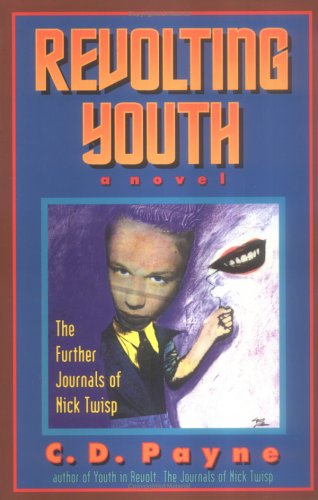 REVOLTING
YOUTH
a novel
The
Further
Journals of
Nick Twisp
C. D. Payne
author of Youth in Revolt: The Journals of Nick Twisp